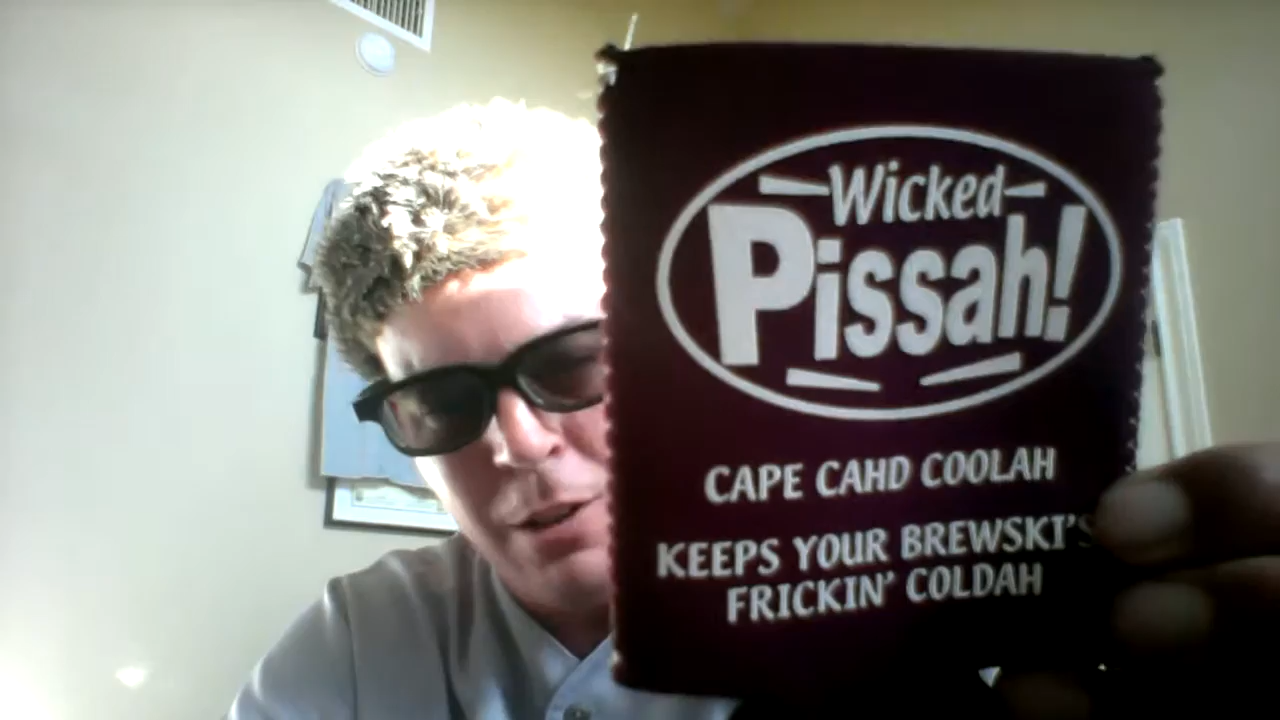 Wicked
Pissah!
CAPE CAHD COOLAH
KEEPS YOUR BREWSKI'S
FRICKIN' COLDAH